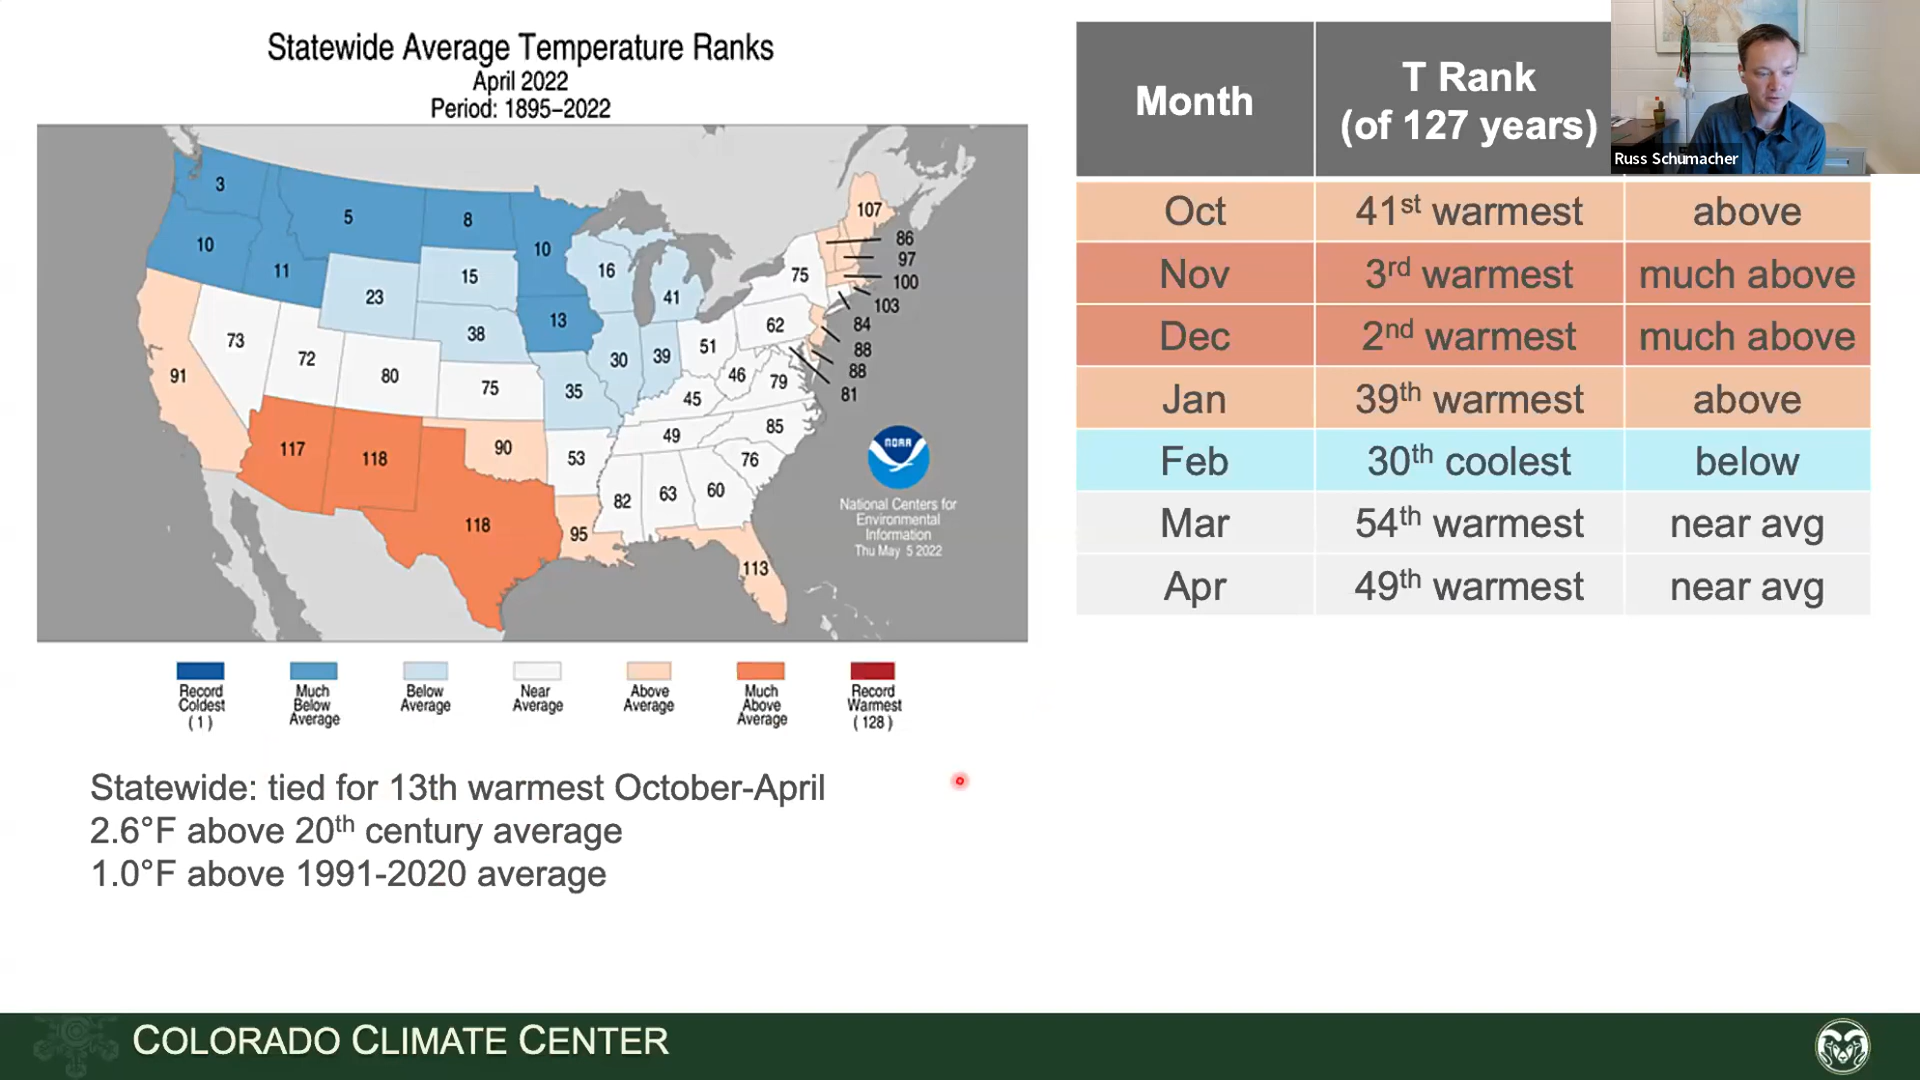 Statewide Average Temperature Ranks
April 2022
Period: 1895–2022
3
5
8
10
10
11
23
15
16
41
13
38
73
72
80
75
91
35
30
39
51
62
75
107
86
97
100
103
84
88
88
81
46
79
45
49
85
76
117
118
90
53
118
95
82
63
60
113
NOAA
National Centers for
Environmental
Information
Thu May 5 2022
Record
Coldest
( 1 )
Much
Below
Average
Below
Average
Near
Average
Above
Average
Much
Above
Average
Record
Warmest
( 128 )
Statewide: tied for 13th warmest October-April
2.6°F above 20th century average
1.0°F above 1991-2020 average
Month
T Rank
(of 127 years)
Russ Schumacher
Oct 41st warmest above
Nov 3rd warmest much above
Dec 2nd warmest much above
Jan 39th warmest above
Feb 30th coolest below
Mar 54th warmest near avg
Apr 49th warmest near avg
COLORADO CLIMATE CENTER